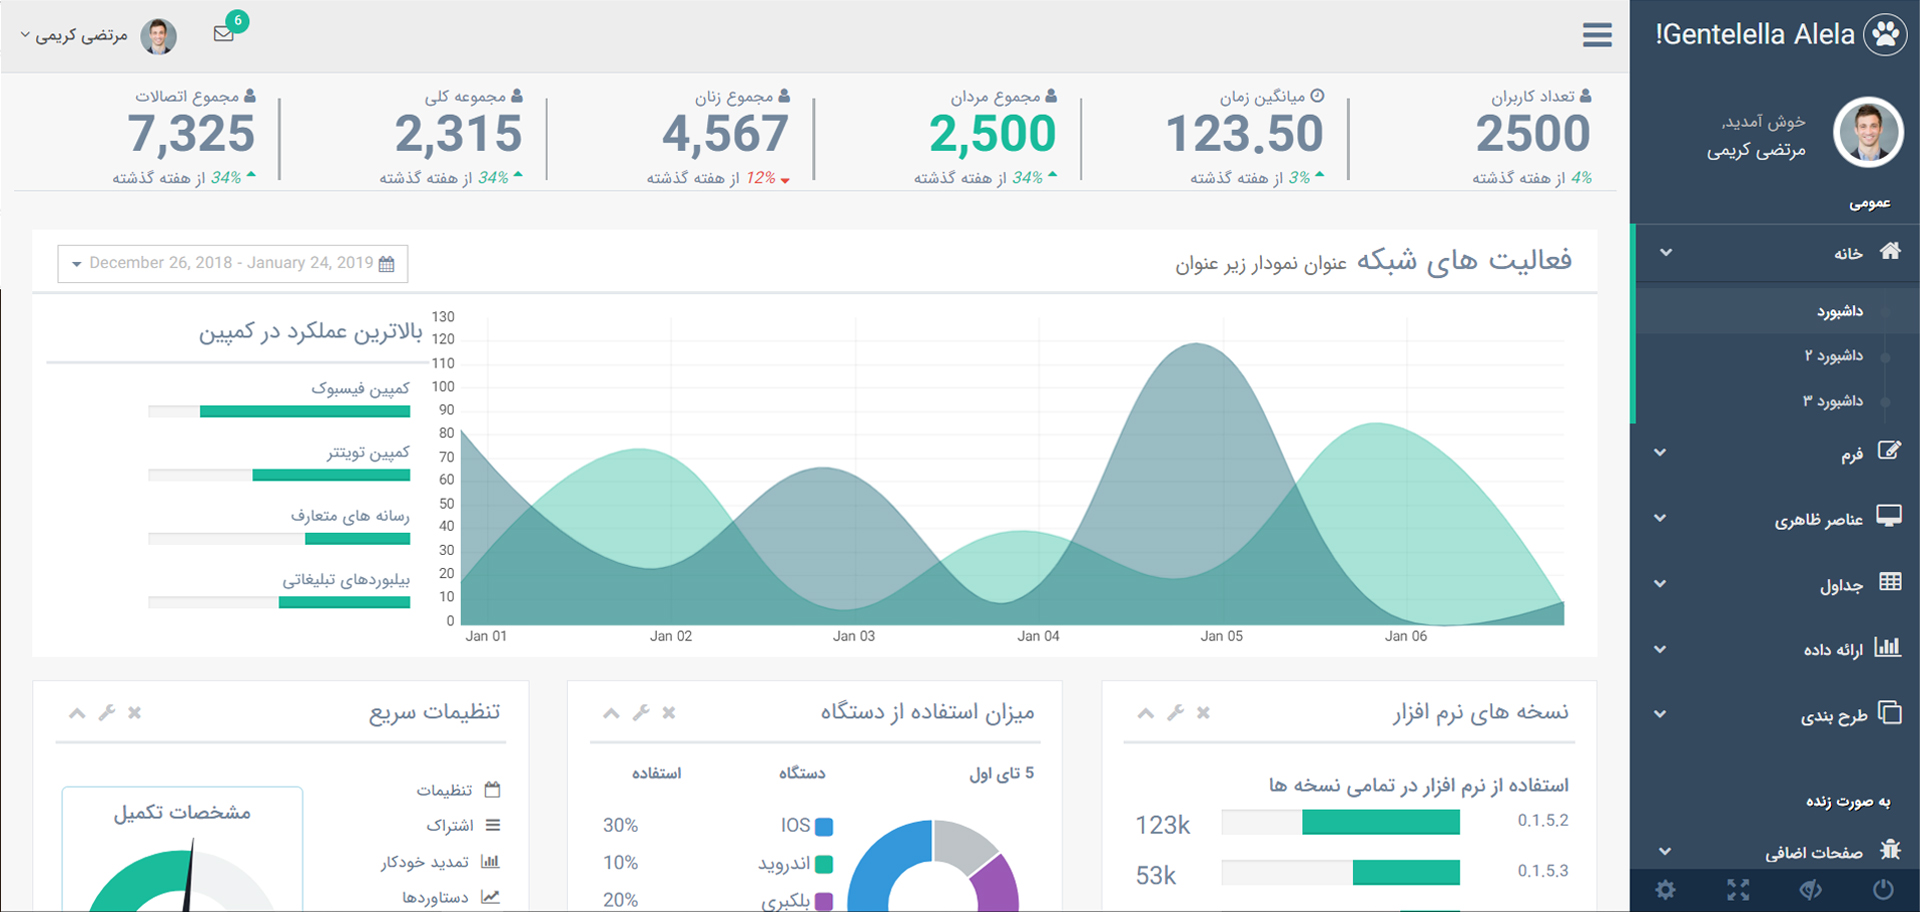 Gentelella Alela!
خوش آمدید,
مرتضی کریمی
عمومی
خانه
داشبورد
داشبورد ۲
داشبورد ۳
فرم
عناصر ظاهری
جداول
ارائه داده
طرح بندی
به صورت زنده
صفحات اضافی
6
مرتضی کریمی
تعداد کاربران
2500
4% از هفته گذشته
میانگین زمان
123.50
3% از هفته گذشته
مجموع مردان
2,500
34% از هفته گذشته
مجموع زنان
4,567
12% از هفته گذشته
مجموعه کلی
2,315
34% از هفته گذشته
مجموع اتصالات
7,325
34% از هفته گذشته
فعالیت های شبکه عنوان نمودار زیر عنوان
December 26, 2018 - January 24, 2019
130
120
110
100
90
80
70
60
50
40
30
20
10
0
Jan 01 Jan 02 Jan 03 Jan 04 Jan 05 Jan 06
بالاترین عملکرد در کمپین
کمپین فیسبوک
کمپین تویتتر
رسانه های متعارف
بیلبوردهای تبلیغاتی
نسخه های نرم افزار
استفاده از نرم افزار در تمامی نسخه ها
0.1.5.2 123k
0.1.5.3 53k
میزان استفاده از دستگاه
5 تای اول دستگاه استفاده
IOS 30%
اندروید 10%
بلکبری 20%
تنظیمات سریع
تنظیمات
اشتراک
تمدید خودکار
دستاوردها
مشخصات تکمیل